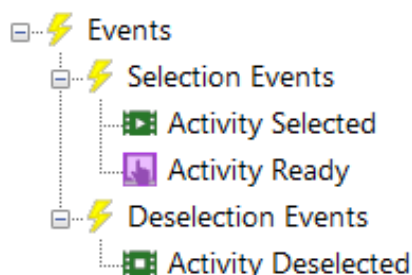 Events
Selection Events
Activity Selected
Activity Ready
Deselection Events
Activity Deselected